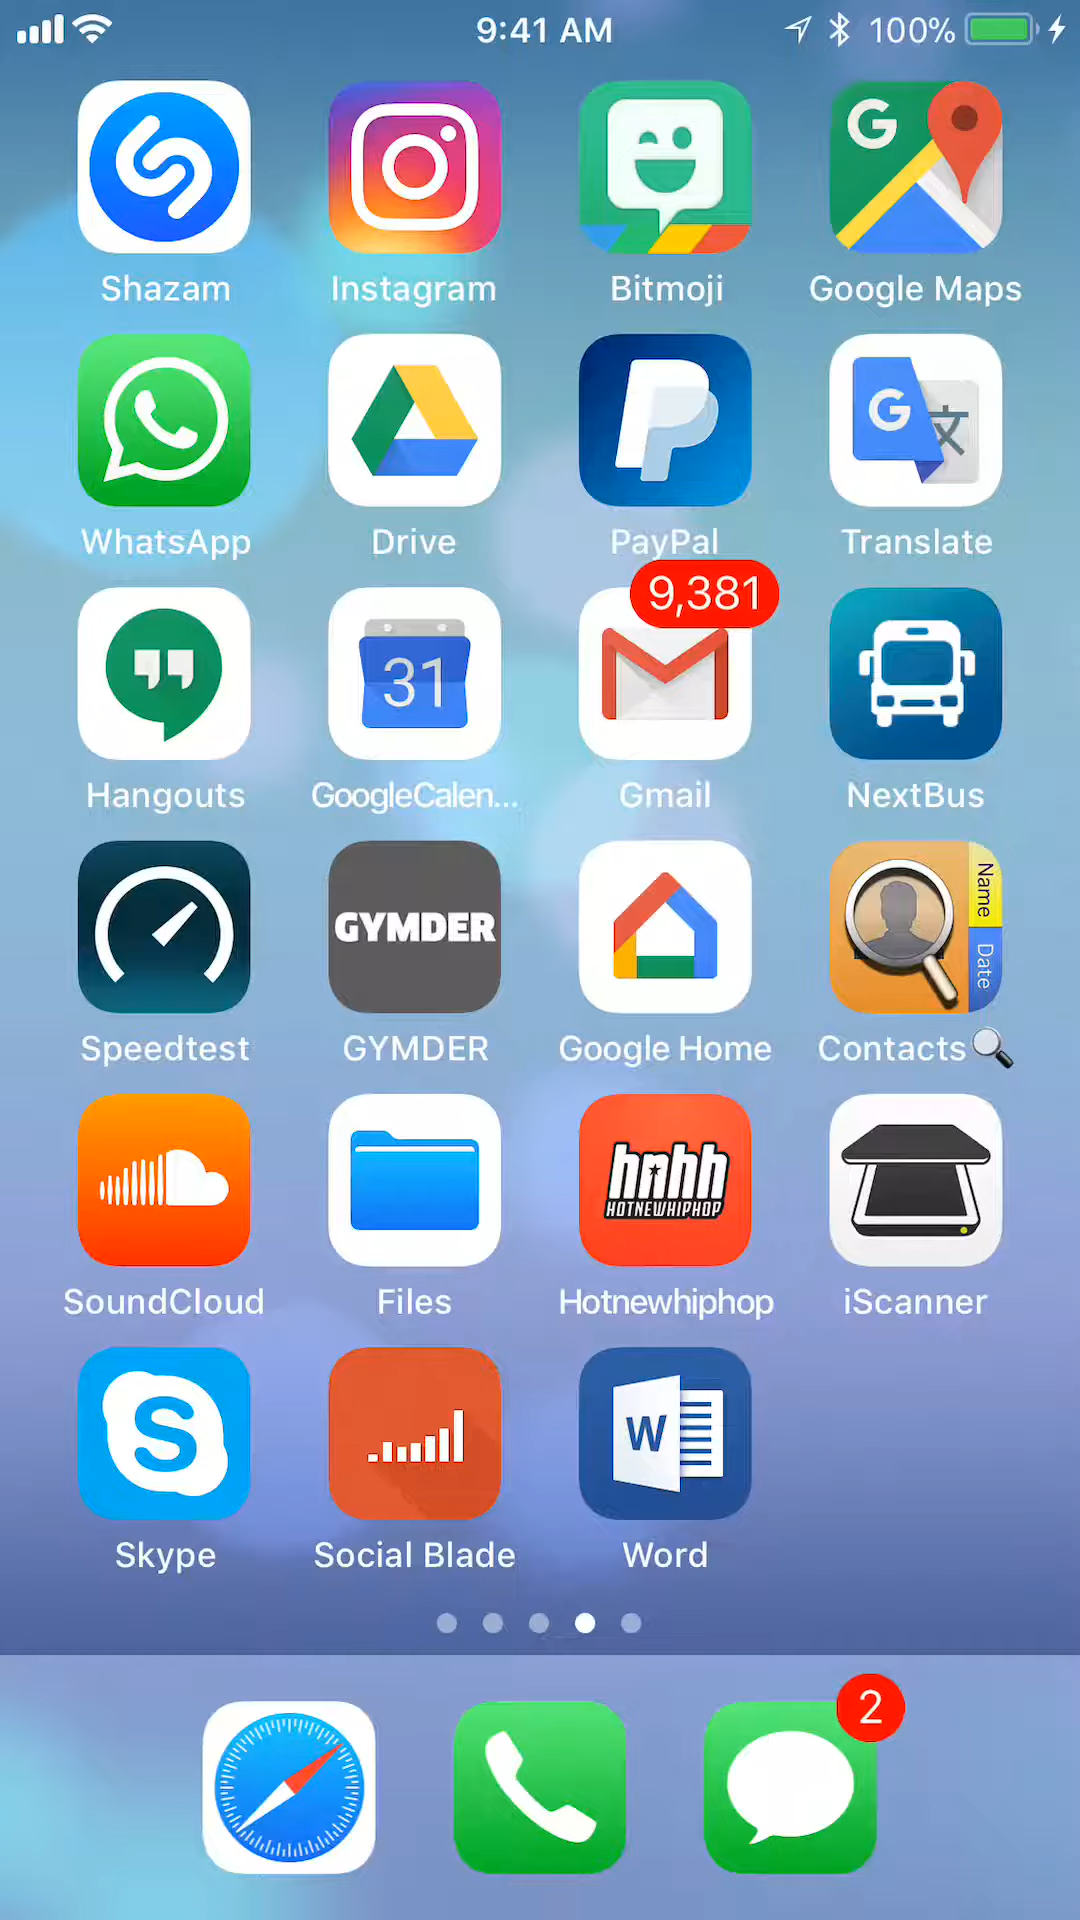 9:41 AM 100%
Shazam Instagram Bitmoji Google Maps
G
WhatsApp Drive PayPal Translate
G 文
9,381
31
Hangouts GoogleCalen... Gmail NextBus
GYMDER
Name
Date
Speedtest GYMDER Google Home Contacts🔍
hnhh
HOTNEWHIPHOP
SoundCloud Files Hotnewhiphop iScanner
S W
Skype Social Blade Word
2